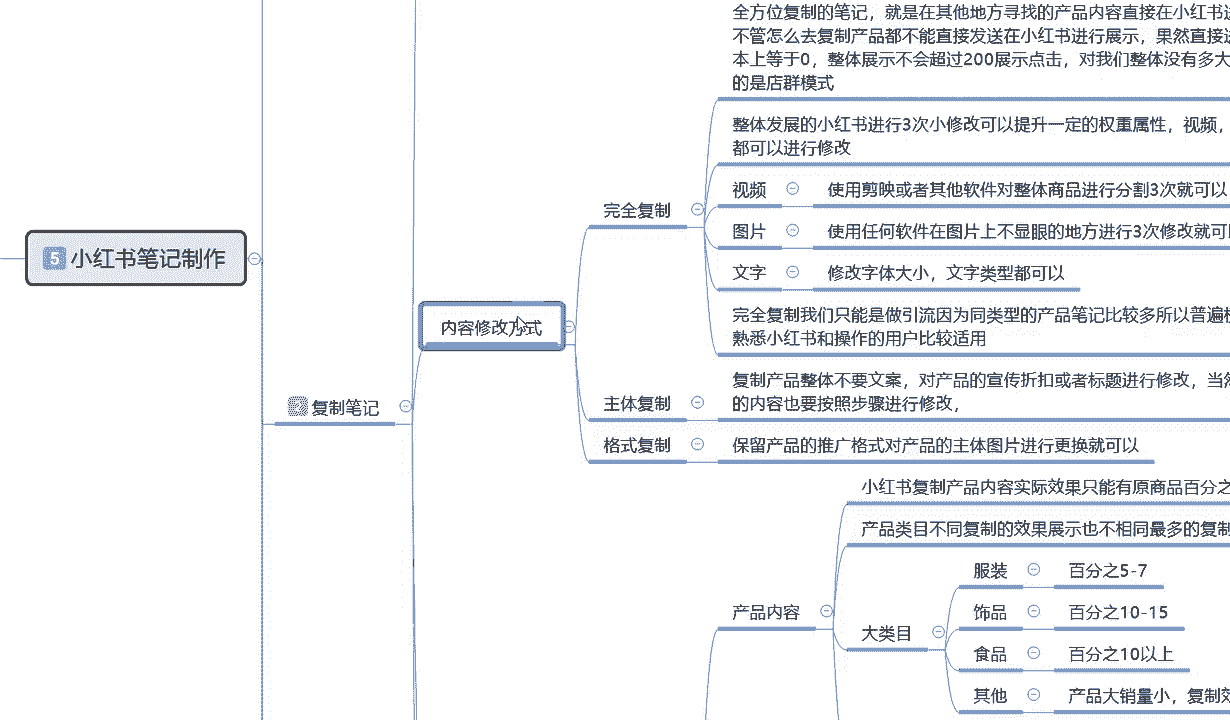 全方位复制的笔记，就是在其他地方寻找的产品内容直接在小红书进
不管怎么去复制产品都不能直接发送在小红书进行展示，果然直接进
本上等于0，整体展示不会超过200展示点击，对我们整体没有多大
的是店群模式
整体发展的小红书进行3次小修改可以提升一定的权重属性，视频，
都可以进行修改
视频
使用剪映或者其他软件对整体商品进行分割3次就可以
完全复制
图片
使用任何软件在图片上不显眼的地方进行3次修改就可
5 小红书笔记制作
文字
修改字体大小，文字类型都可以
完全复制我们只能是做引流因为同类型的产品笔记比较多所以普遍
熟悉小红书和操作的用户比较适用
内容修改方式
复制笔记
主体复制
复制产品整体不要文案，对产品的宣传折扣或者标题进行修改，当
的内容也要按照步骤进行修改，
格式复制
保留产品的推广格式对产品的主体图片进行更换就可以
小红书复制产品内容实际效果只能有原商品百分之
产品类目不同复制的效果展示也不相同最多的复制
产品内容
大类目
服装
百分之5-7
饰品
百分之10-15
食品
百分之10以上
其他
产品大销量小，复制